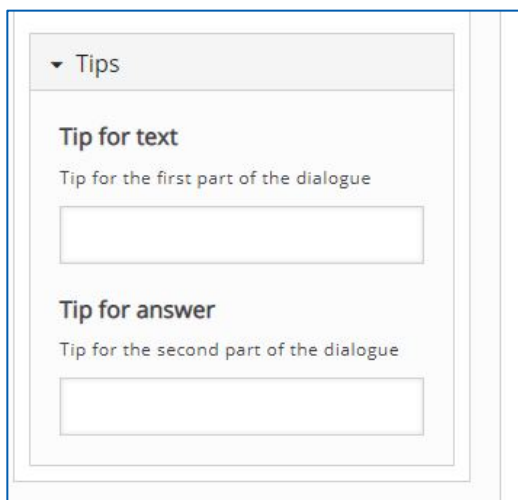 Tips
Tip for text
Tip for the first part of the dialogue
Tip for answer
Tip for the second part of the dialogue